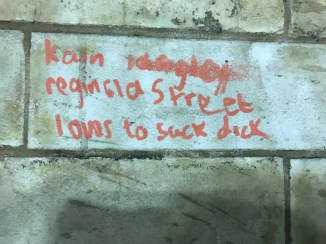 Kain
reginald Street
loves to suck dick